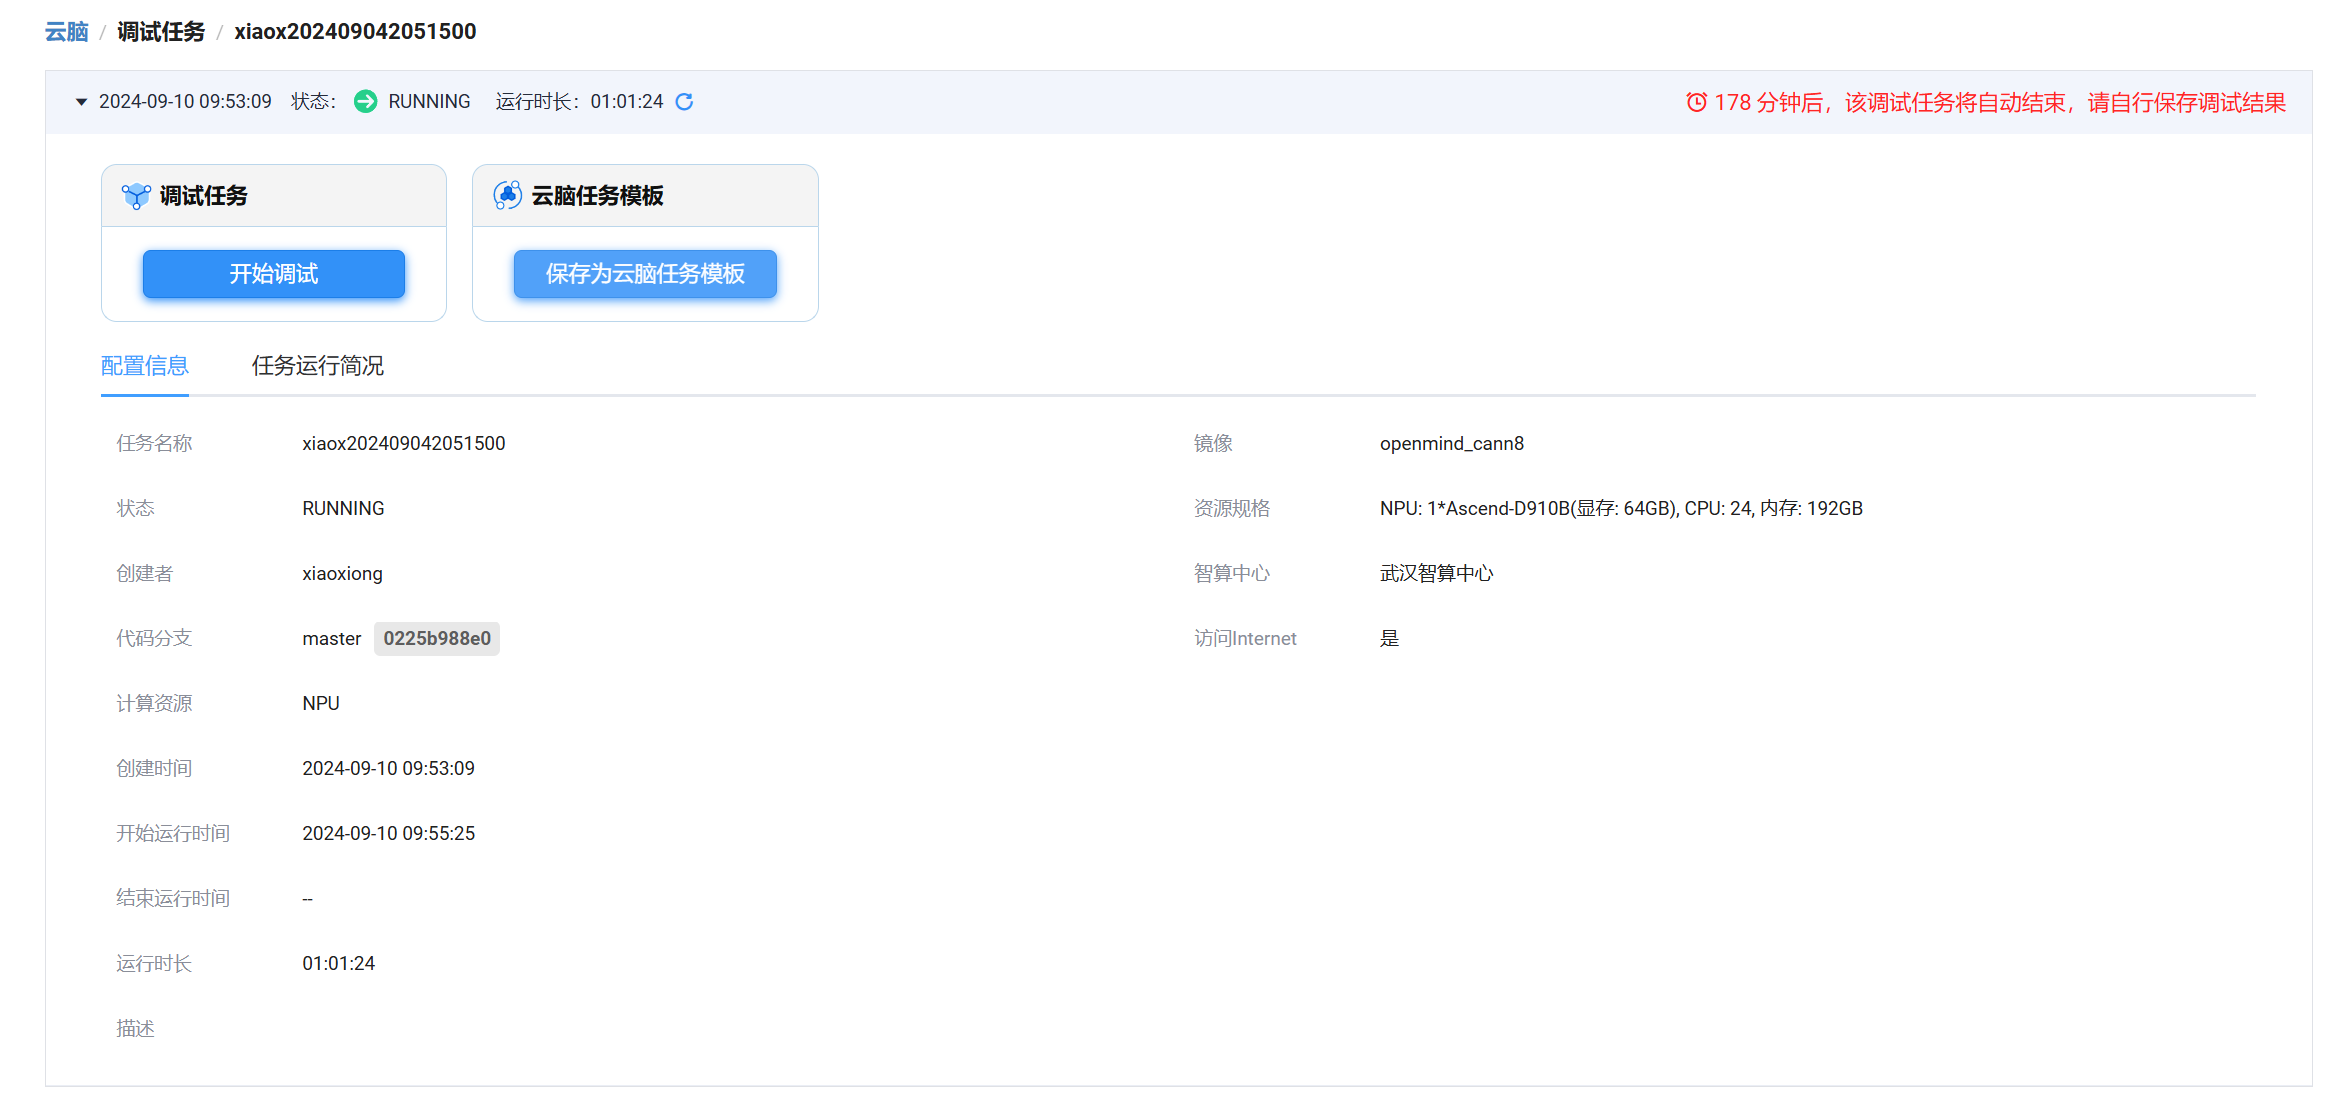 云脑 / 调试任务 / xiaox202409042051500
2024-09-10 09:53:09 状态： RUNNING 运行时长：01:01:24
178 分钟后，该调试任务将自动结束，请自行保存调试结果
调试任务
开始调试
云脑任务模板
保存为云脑任务模板
配置信息 任务运行简况
任务名称 xiaox202409042051500
状态 RUNNING
创建者 xiaoxiong
代码分支 master 0225b988e0
计算资源 NPU
创建时间 2024-09-10 09:53:09
开始运行时间 2024-09-10 09:55:25
结束运行时间 --
运行时长 01:01:24
描述
镜像 openmind_cann8
资源规格 NPU: 1*Ascend-D910B(显存: 64GB), CPU: 24, 内存: 192GB
智算中心 武汉智算中心
访问Internet 是